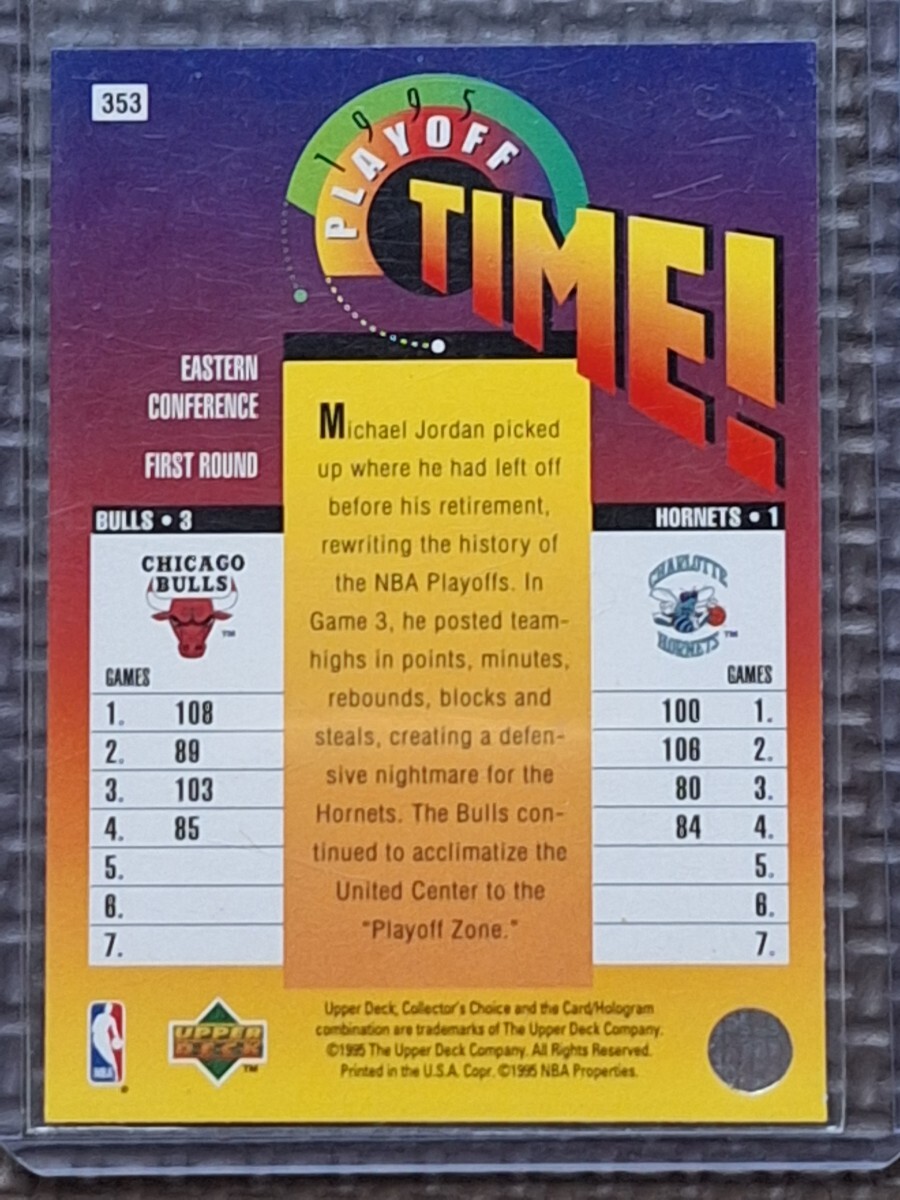 353
1995
PLAYOFF
TIME!
EASTERN
CONFERENCE
FIRST ROUND
BULLS • 3
CHICAGO
BULLS
™
GAMES
1. 108
2. 89
3. 103
4. 85
5.
6.
7.
Michael Jordan picked
up where he had left off
before his retirement,
rewriting the history of
the NBA Playoffs. In
Game 3, he posted team-
highs in points, minutes,
rebounds, blocks and
steals, creating a defen-
sive nightmare for the
Hornets. The Bulls con-
tinued to acclimatize the
United Center to the
"Playoff Zone."
HORNETS • 1
CHARLOTTE
HORNETS
™
GAMES
100 1.
106 2.
80 3.
84 4.
5.
6.
7.
NBA
®
UPPER
DECK
™
Upper Deck, Collector's Choice and the Card/Hologram
combination are trademarks of The Upper Deck Company.
©1995 The Upper Deck Company. All Rights Reserved.
Printed in the U.S.A. Copr. ©1995 NBA Properties.